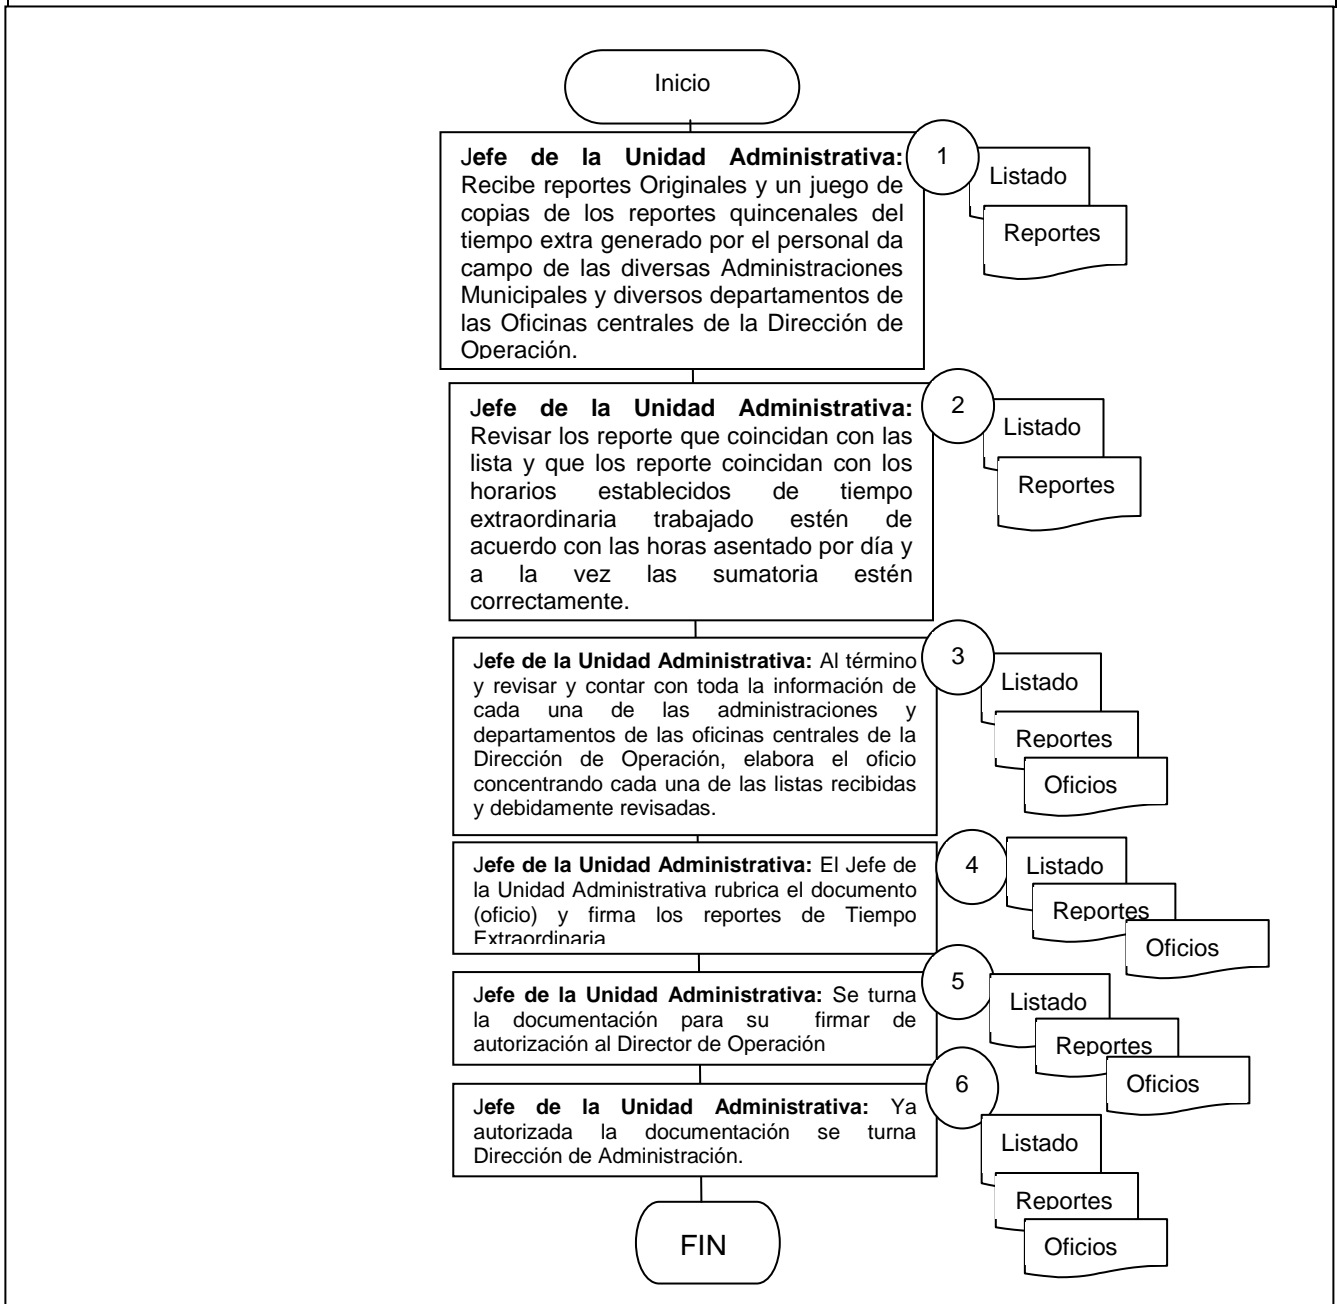 Inicio
Jefe de la Unidad Administrativa:
Recibe reportes Originales y un juego de
copias de los reportes quincenales del
tiempo extra generado por el personal da
campo de las diversas Administraciones
Municipales y diversos departamentos de
las Oficinas centrales de la Dirección de
Operación.
1
Listado
Reportes
Jefe de la Unidad Administrativa:
Revisar los reporte que coincidan con las
lista y que los reporte coincidan con los
horarios establecidos de tiempo
extraordinaria trabajado estén de
acuerdo con las horas asentado por día y
a la vez las sumatoria estén
correctamente.
2
Listado
Reportes
Jefe de la Unidad Administrativa: Al término
y revisar y contar con toda la información de
cada una de las administraciones y
departamentos de las oficinas centrales de la
Dirección de Operación, elabora el oficio
concentrando cada una de las listas recibidas
y debidamente revisadas.
3
Listado
Reportes
Oficios
Jefe de la Unidad Administrativa: El Jefe de
la Unidad Administrativa rubrica el documento
(oficio) y firma los reportes de Tiempo
Extraordinaria
4
Listado
Reportes
Oficios
Jefe de la Unidad Administrativa: Se turna
la documentación para su firmar de
autorización al Director de Operación
5
Listado
Reportes
Oficios
Jefe de la Unidad Administrativa: Ya
autorizada la documentación se turna
Dirección de Administración.
6
Listado
Reportes
Oficios
FIN